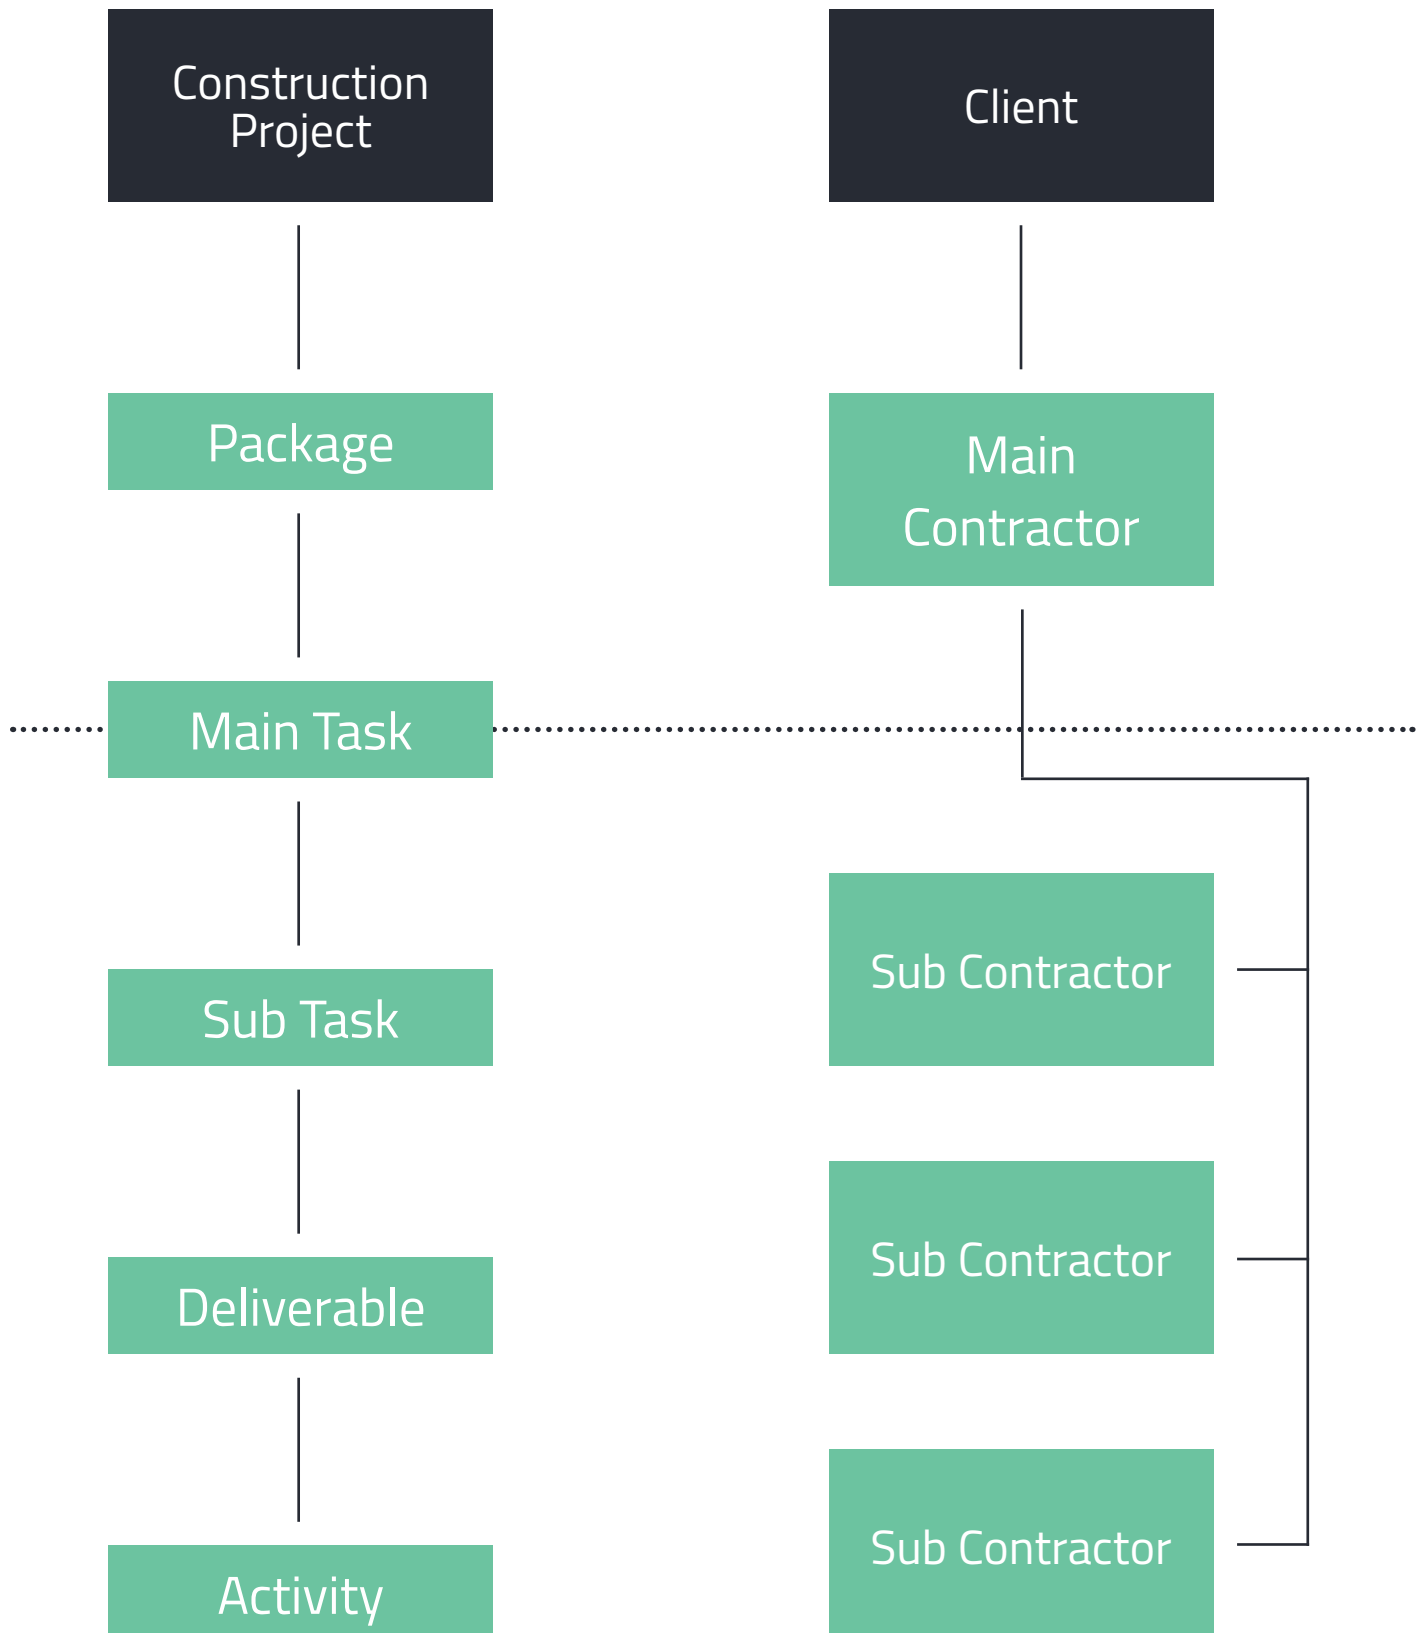 Construction
Project
Package
Main Task
Sub Task
Deliverable
Activity
Client
Main
Contractor
Sub Contractor
Sub Contractor
Sub Contractor